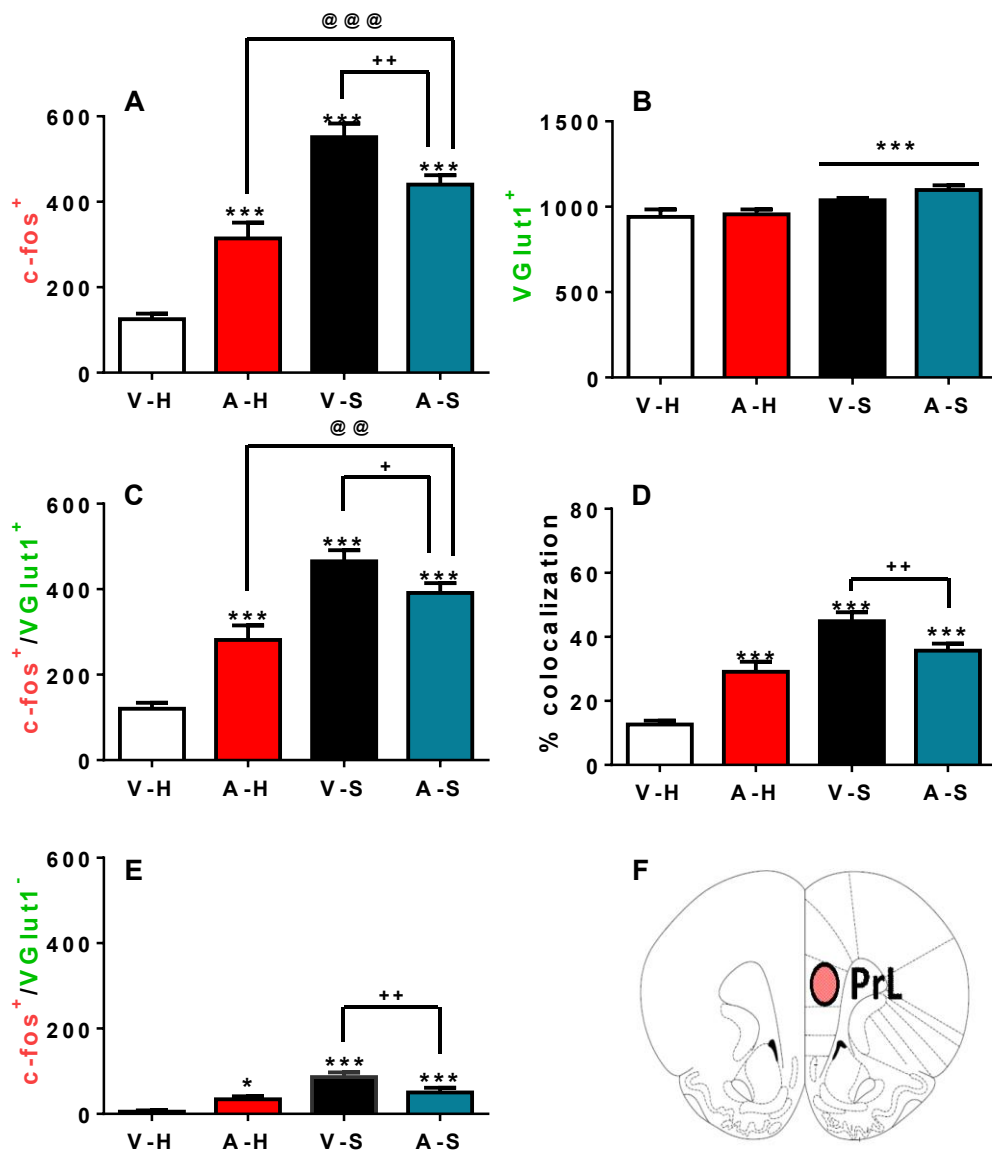 @ @ @
+ +
A
c-fos+
600
400
200
0
***
***
***
V-H A-H V-S A-S
B
VGlut1+
1500
1000
500
0
***
V-H A-H V-S A-S
@ @
+
C
c-fos+/VGlut1+
600
400
200
0
***
***
***
V-H A-H V-S A-S
D
% colocalization
80
60
40
20
0
++
***
***
***
V-H A-H V-S A-S
E
c-fos+/VGlut1-
600
400
200
0
++
*
***
***
V-H A-H V-S A-S
F
PrL